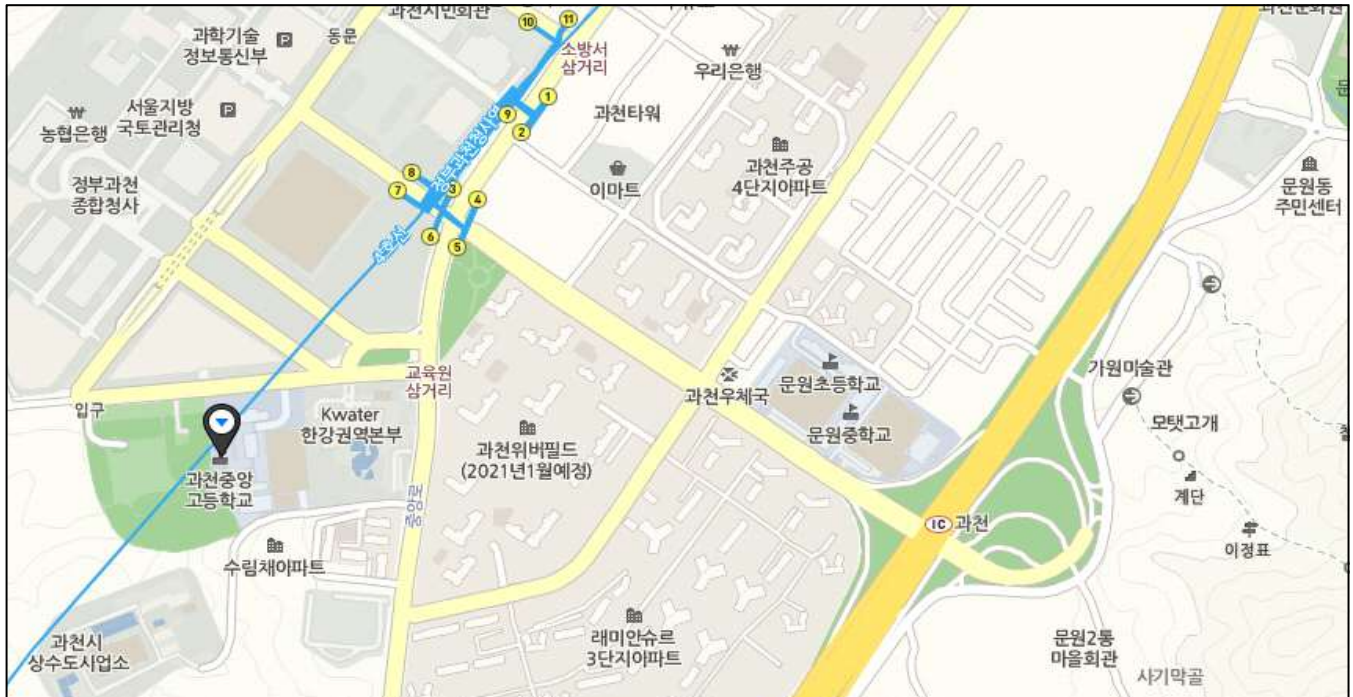 과천시민회관
10
11
과학기술
정보통신부
P
동문
소방서
삼거리
우리은행
서울지방
국토관리청
P
농협은행
1
9
2
과천타워
과천주공
4단지아파트
정부과천청사역
이마트
문원동
주민센터
정부과천
종합청사
8
7
3
4
6
5
4호선
가원미술관
교육원
삼거리
과천우체국
문원초등학교
문원중학교
모탯고개
입구
Kwater
한강권역본부
과천위버필드
(2021년1월예정)
과천중앙
고등학교
중앙로
계단
IC 과천
이정표
수림채아파트
래미안슈르
3단지아파트
과천시
상수도시업소
문원2통
마을회관
사기막골